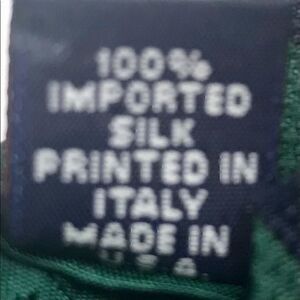 100%
IMPORTED
SILK
PRINTED IN
ITALY
MADE IN
U.S.A.